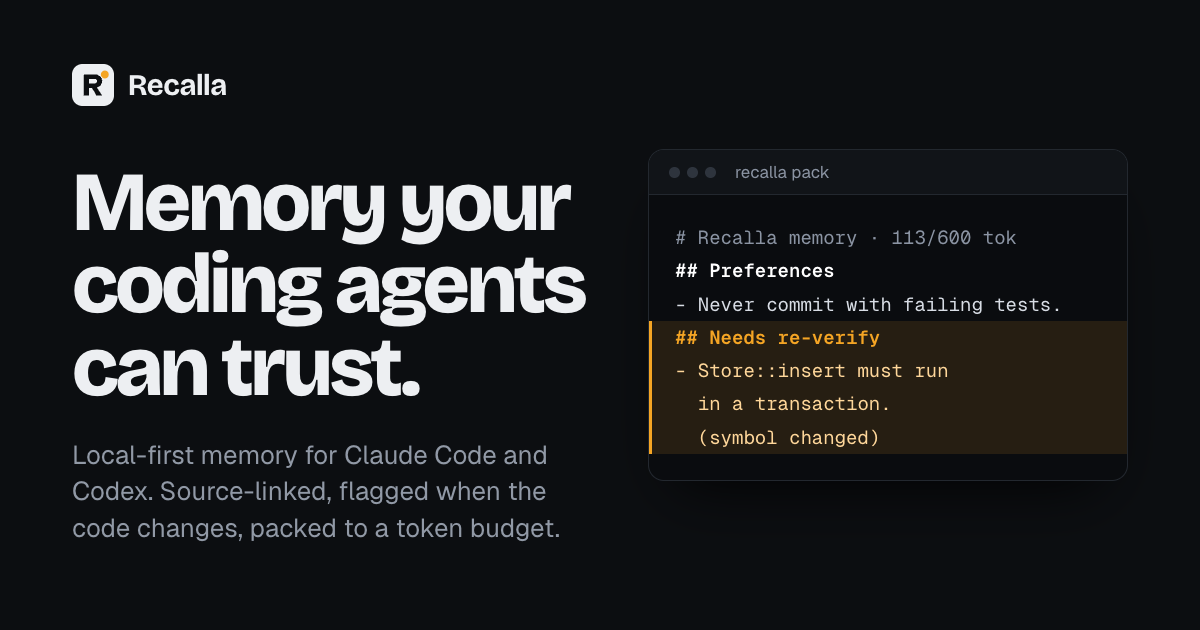 R
Recalla
Memory your
coding agents
can trust.
Local-first memory for Claude Code and
Codex. Source-linked, flagged when the
code changes, packed to a token budget.
recalla pack
# Recalla memory · 113/600 tok
## Preferences
- Never commit with failing tests.
## Needs re-verify
- Store::insert must run
in a transaction.
(symbol changed)